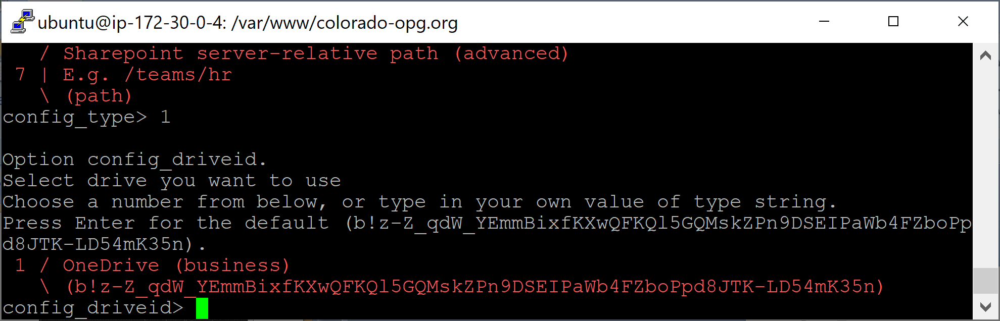 ubuntu@ip-172-30-0-4: /var/www/colorado-opg.org
/ Sharepoint server-relative path (advanced)
7 | E.g. /teams/hr
\ (path)
config_type> 1
Option config_driveid.
Select drive you want to use
Choose a number from below, or type in your own value of type string.
Press Enter for the default (b!z-Z_qdW_YEmmBixfKXwQFKQl5GQMskZPn9DSEIPaWb4FZboPp
d8JTK-LD54mK35n).
1 / OneDrive (business)
\ (b!z-Z_qdW_YEmmBixfKXwQFKQl5GQMskZPn9DSEIPaWb4FZboPpd8JTK-LD54mK35n)
config_driveid>